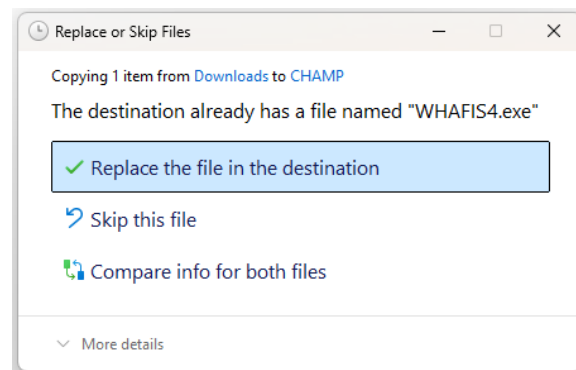 Replace or Skip Files
Copying 1 item from Downloads to CHAMP
The destination already has a file named "WHAFIS4.exe"
Replace the file in the destination
Skip this file
Compare info for both files
More details